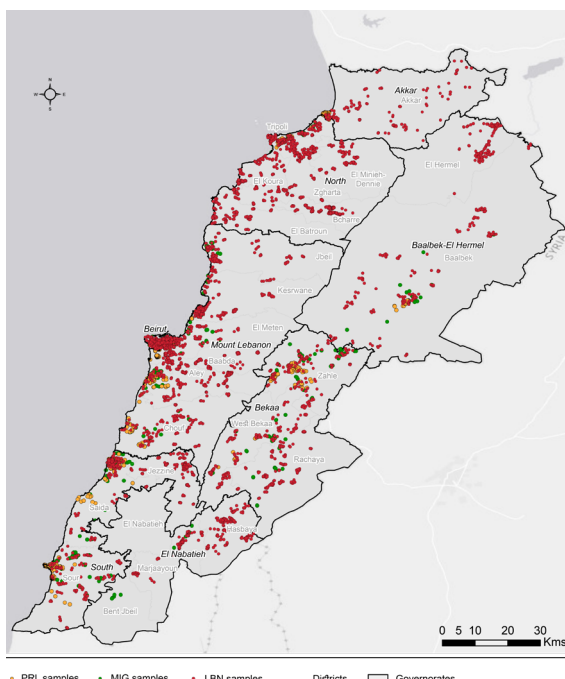 N
W E
S
Akkar
Akkar
Tripoli
El Hermel
El Koura
North
El Minieh-
Dennie
Zgharta
Bcharre
El Batroun
Baalbek-El Hermel
Baalbek
SYRIA
Jbeil
Kesrwane
Beirut
El Meten
Mount Lebanon
Baabda
Aley
Zahle
Bekaa
Chouf
West Bekaa
Rachaya
Jezzine
Saida
El Nabatieh
Hasbaya
El Nabatieh
South
Marjaayoun
Sour
Bent Jbeil
0 5 10 20 30
Kms
PRL samples MIG samples LBN samples Districts Governorates